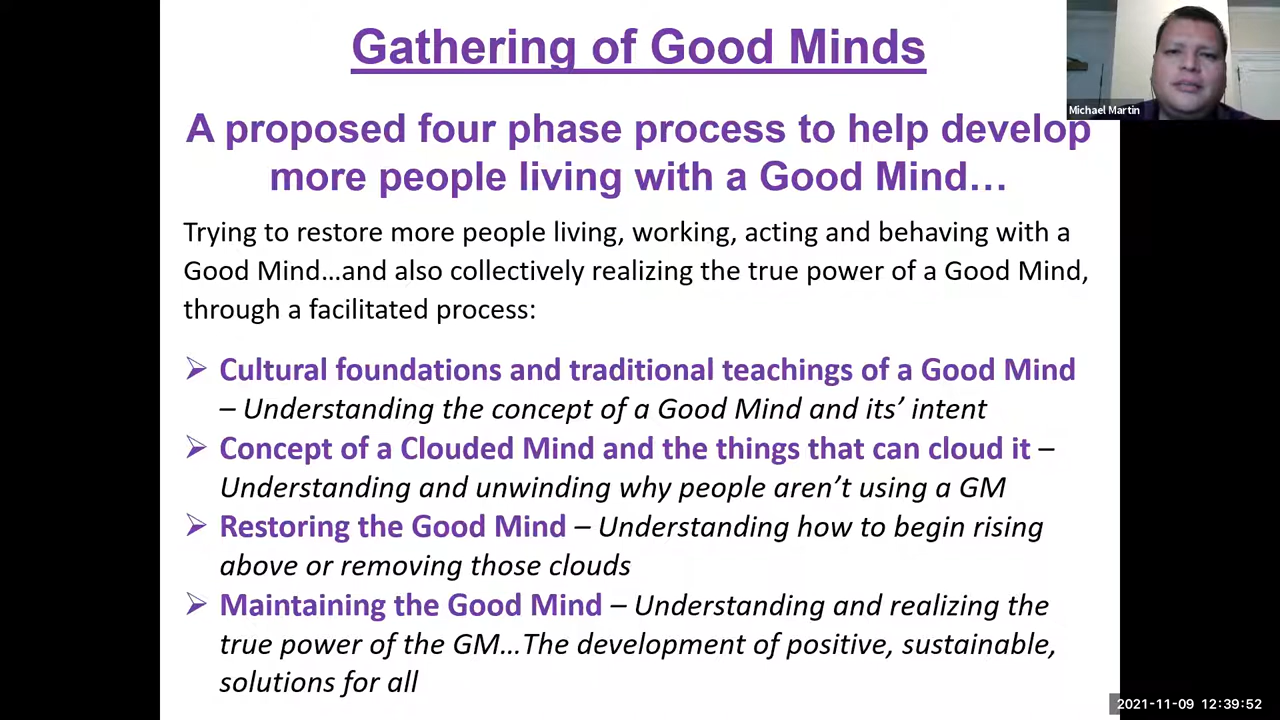 Gathering of Good Minds
A proposed four phase process to help develop
more people living with a Good Mind…
Trying to restore more people living, working, acting and behaving with a
Good Mind…and also collectively realizing the true power of a Good Mind,
through a facilitated process:
➢ Cultural foundations and traditional teachings of a Good Mind
– Understanding the concept of a Good Mind and its’ intent
➢ Concept of a Clouded Mind and the things that can cloud it –
Understanding and unwinding why people aren’t using a GM
➢ Restoring the Good Mind – Understanding how to begin rising
above or removing those clouds
➢ Maintaining the Good Mind – Understanding and realizing the
true power of the GM…The development of positive, sustainable,
solutions for all
Michael Martin
2021-11-09 12:39:52